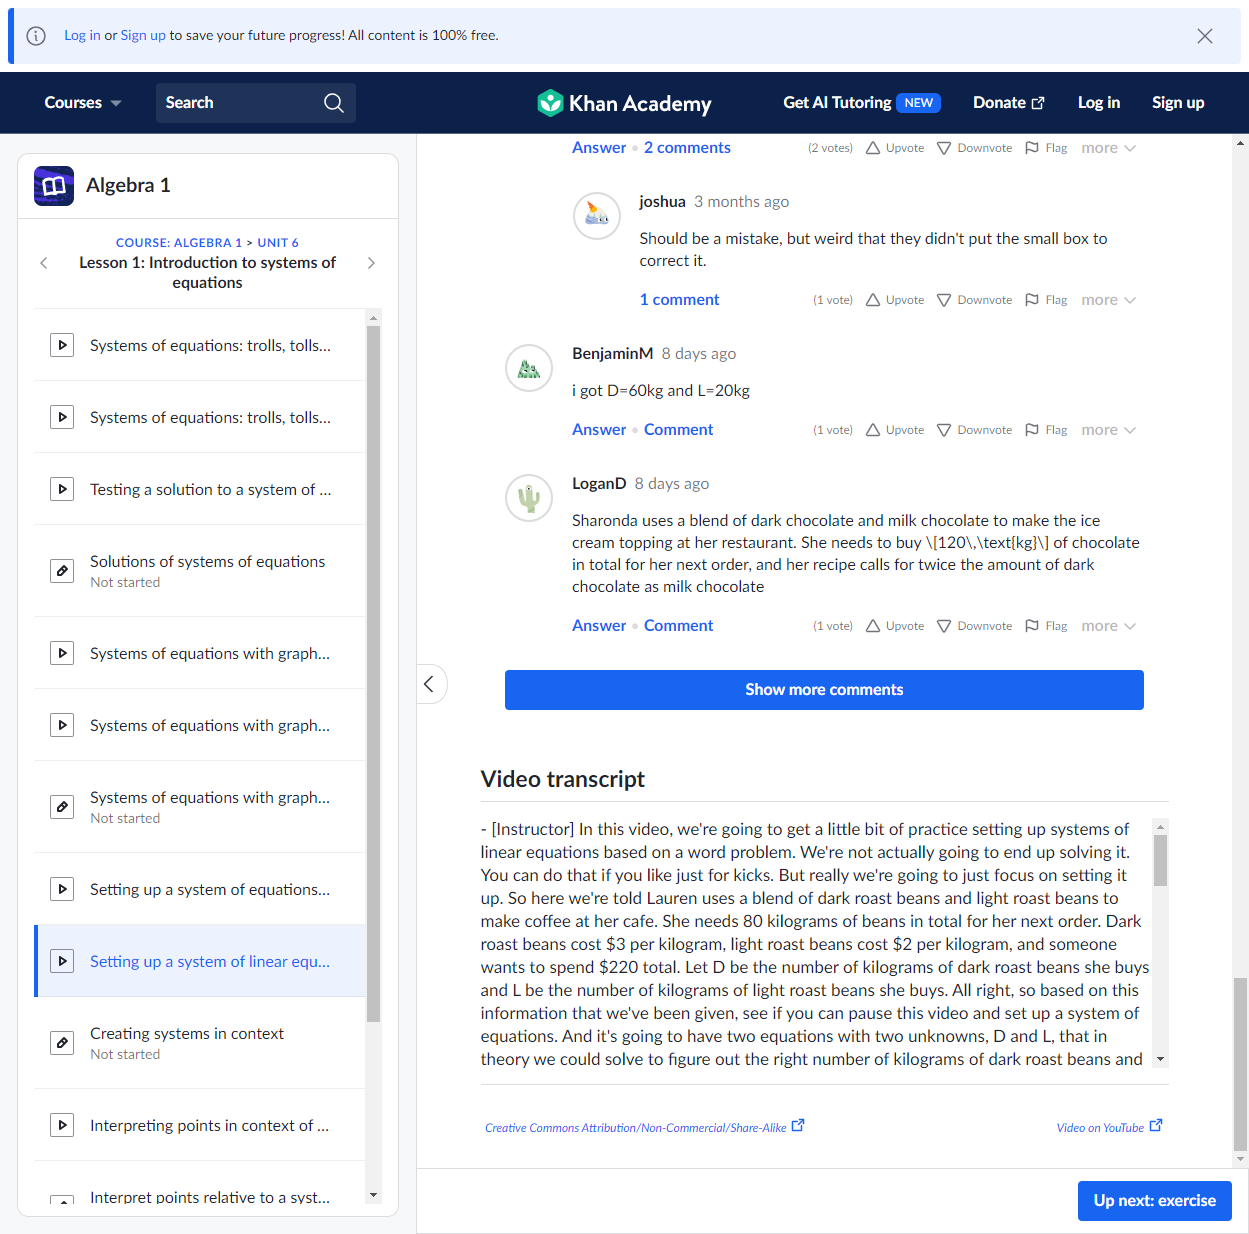 Log in or Sign up to save your future progress! All content is 100% free.
Courses
Search
Khan Academy
Get AI Tutoring NEW
Donate
Log in
Sign up
Algebra 1
COURSE: ALGEBRA 1 > UNIT 6
Lesson 1: Introduction to systems of
equations
Systems of equations: trolls, tolls...
Systems of equations: trolls, tolls...
Testing a solution to a system of ...
Solutions of systems of equations
Not started
Systems of equations with graph...
Systems of equations with graph...
Systems of equations with graph...
Not started
Setting up a system of equations...
Setting up a system of linear equ...
Creating systems in context
Not started
Interpreting points in context of ...
Interpret points relative to a syst...
Answer • 2 comments (2 votes) Upvote Downvote Flag more
joshua 3 months ago
Should be a mistake, but weird that they didn't put the small box to
correct it.
1 comment (1 vote) Upvote Downvote Flag more
BenjaminM 8 days ago
i got D=60kg and L=20kg
Answer • Comment (1 vote) Upvote Downvote Flag more
LoganD 8 days ago
Sharonda uses a blend of dark chocolate and milk chocolate to make the ice
cream topping at her restaurant. She needs to buy \[120\,\text{kg}\] of chocolate
in total for her next order, and her recipe calls for twice the amount of dark
chocolate as milk chocolate
Answer • Comment (1 vote) Upvote Downvote Flag more
Show more comments
Video transcript
- [Instructor] In this video, we're going to get a little bit of practice setting up systems of
linear equations based on a word problem. We're not actually going to end up solving it.
You can do that if you like just for kicks. But really we're going to just focus on setting it
up. So here we're told Lauren uses a blend of dark roast beans and light roast beans to
make coffee at her cafe. She needs 80 kilograms of beans in total for her next order. Dark
roast beans cost $3 per kilogram, light roast beans cost $2 per kilogram, and someone
wants to spend $220 total. Let D be the number of kilograms of dark roast beans she buys
and L be the number of kilograms of light roast beans she buys. All right, so based on this
information that we've been given, see if you can pause this video and set up a system of
equations. And it's going to have two equations with two unknowns, D and L, that in
theory we could solve to figure out the right number of kilograms of dark roast beans and
Creative Commons Attribution/Non-Commercial/Share-Alike
Video on YouTube
Up next: exercise